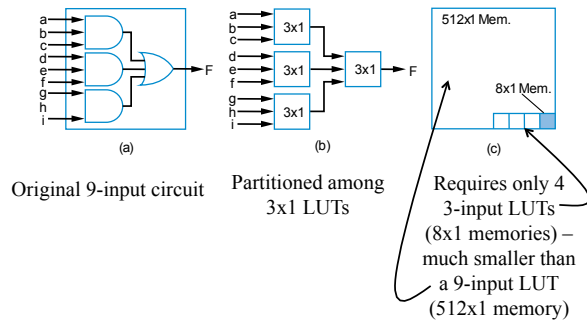 a
b
c
d
e
f
g
h
i
F
(a)
Original 9-input circuit
a
b
c
d
e
f
g
h
i
3x1
3x1
3x1
3x1
F
(b)
Partitioned among
3x1 LUTs
512x1 Mem.
8x1 Mem.
(c)
Requires only 4
3-input LUTs
(8x1 memories) –
much smaller than
a 9-input LUT
(512x1 memory)